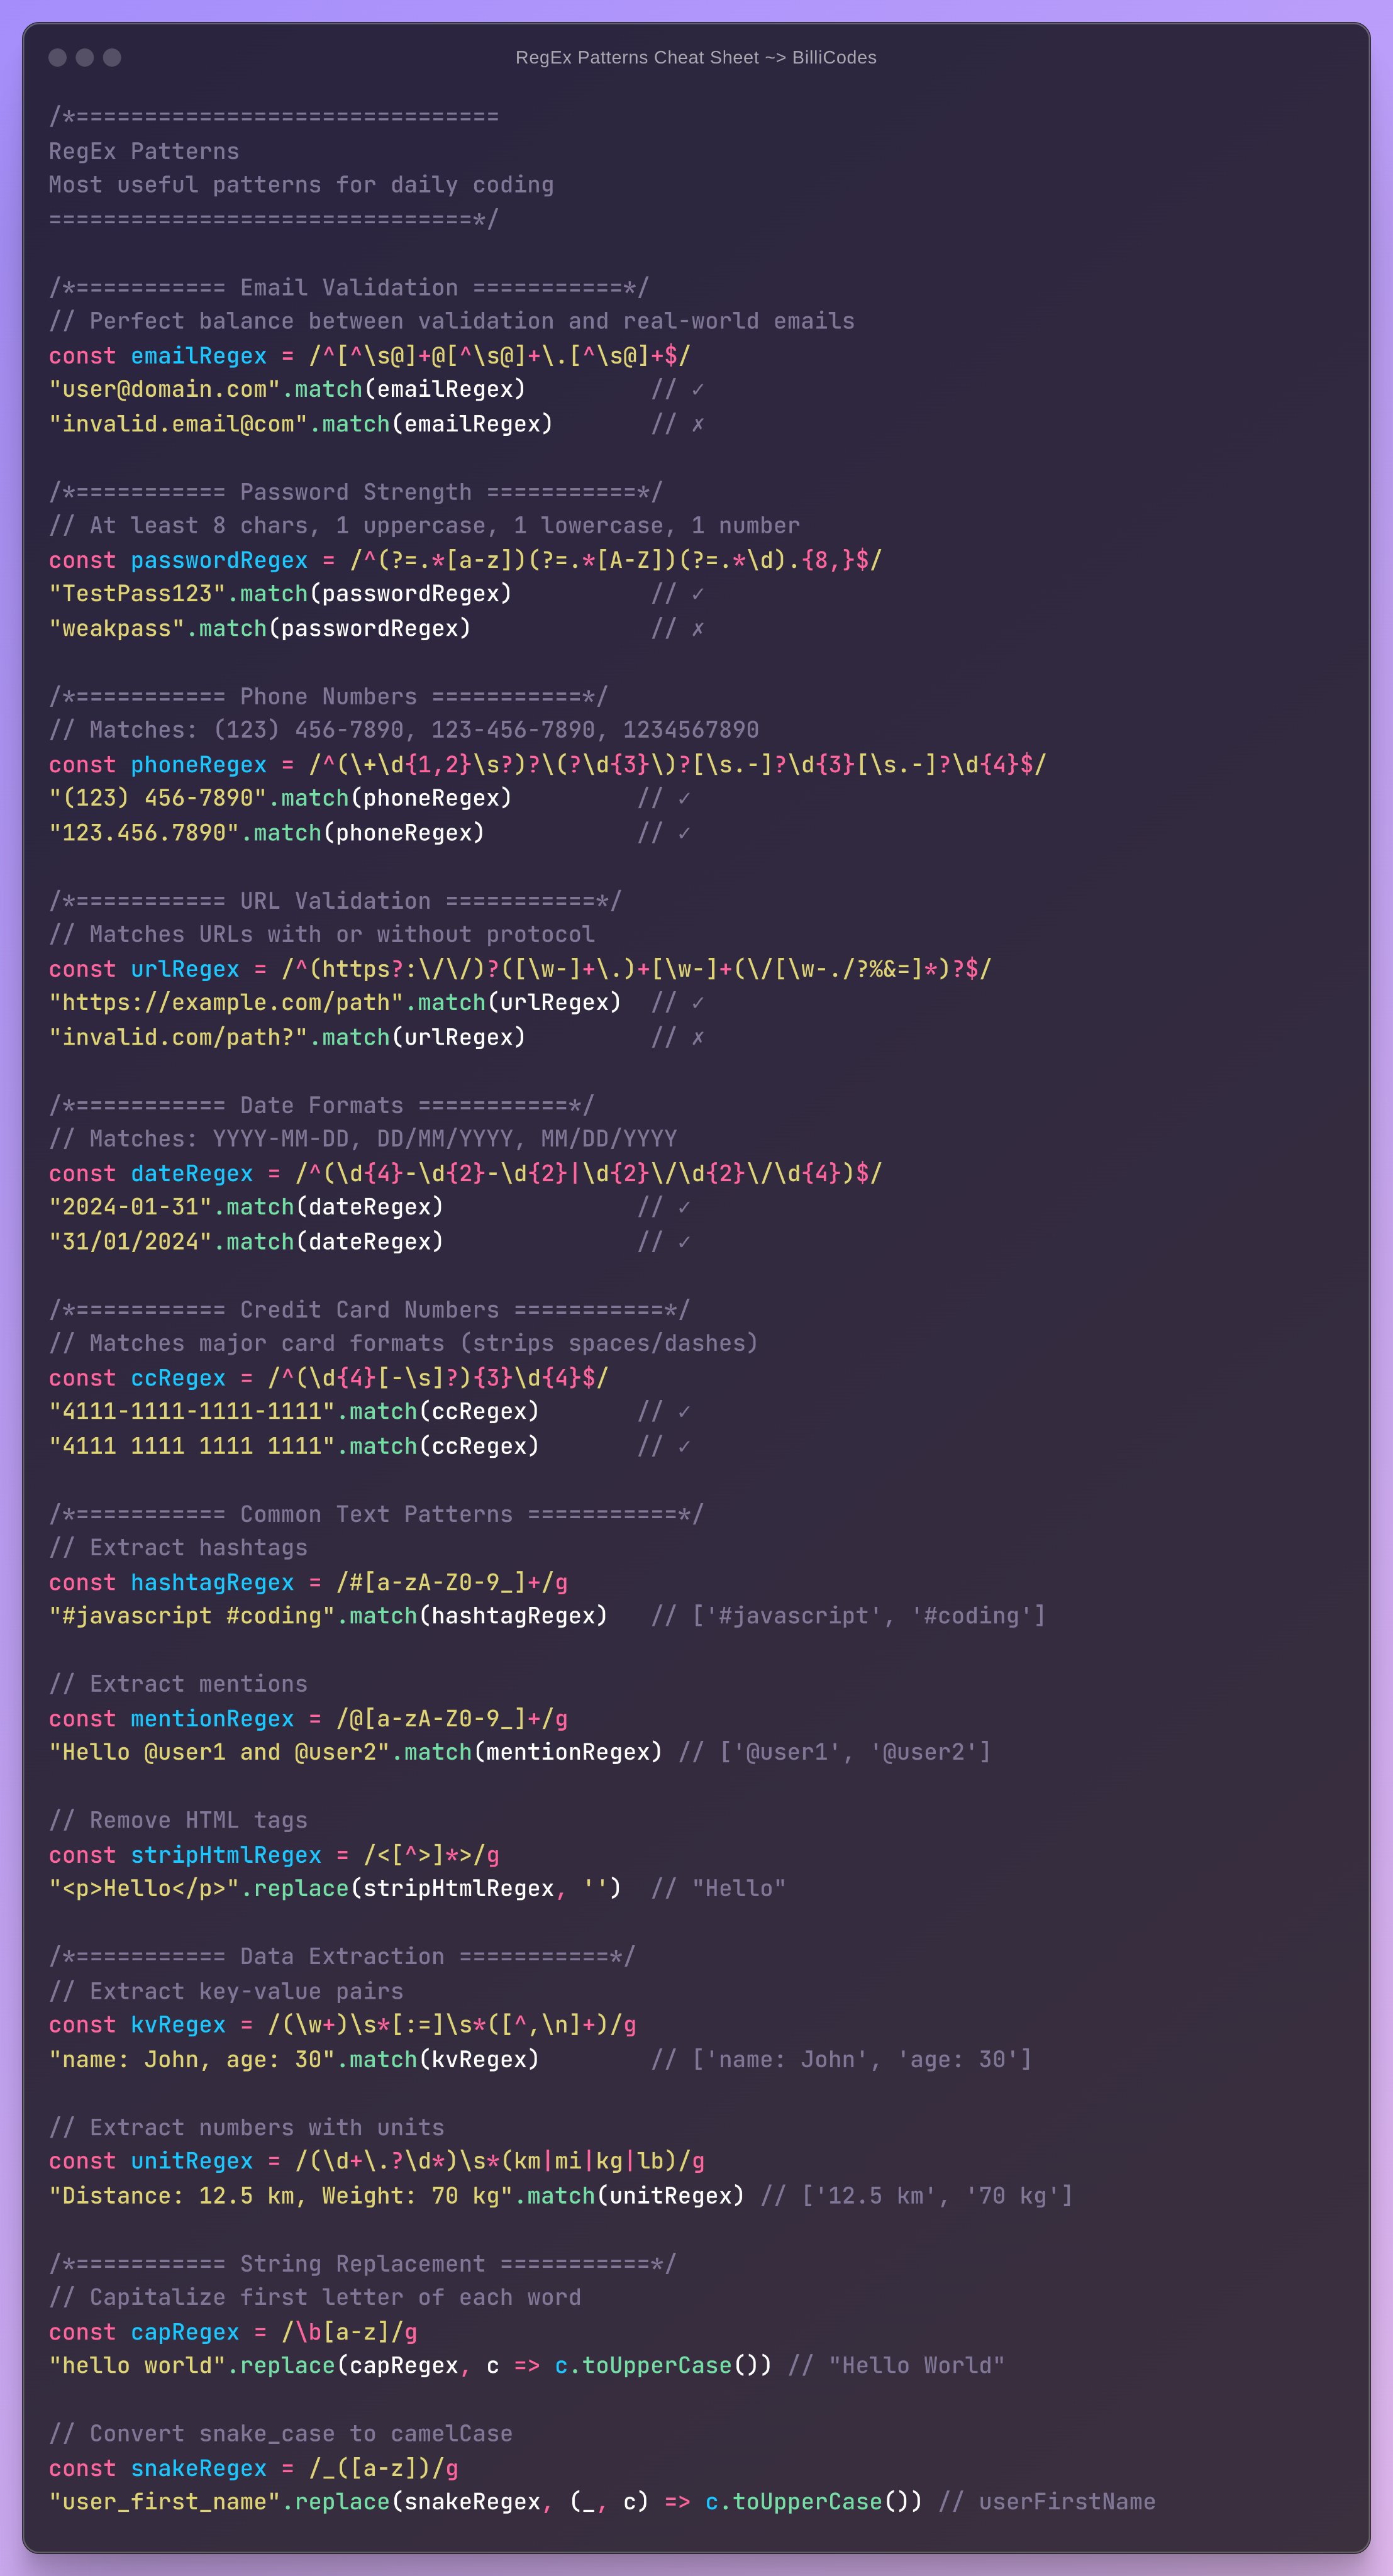 RegEx Patterns Cheat Sheet ~> BilliCodes
/*===============================
RegEx Patterns
Most useful patterns for daily coding
===============================*/
/*=========== Email Validation ===========*/
// Perfect balance between validation and real-world emails
const emailRegex = /^[^\s@]+@[^\s@]+\.[^\s@]+$/
"user@domain.com".match(emailRegex)         // ✓
"invalid.email@com".match(emailRegex)       // ✗
/*=========== Password Strength ===========*/
// At least 8 chars, 1 uppercase, 1 lowercase, 1 number
const passwordRegex = /^(?=.*[a-z])(?=.*[A-Z])(?=.*\d).{8,}$/
"TestPass123".match(passwordRegex)          // ✓
"weakpass".match(passwordRegex)             // ✗
/*=========== Phone Numbers ===========*/
// Matches: (123) 456-7890, 123-456-7890, 1234567890
const phoneRegex = /^(\+\d{1,2}\s?)?\(?\d{3}\)?[\s.-]?\d{3}[\s.-]?\d{4}$/
"(123) 456-7890".match(phoneRegex)         // ✓
"123.456.7890".match(phoneRegex)           // ✓
/*=========== URL Validation ===========*/
// Matches URLs with or without protocol
const urlRegex = /^(https?:\/\/)?([\w-]+\.)+[\w-]+(\/[\w-./?%&=]*)?$/
"https://example.com/path".match(urlRegex)  // ✓
"invalid.com/path?".match(urlRegex)         // ✗
/*=========== Date Formats ===========*/
// Matches: YYYY-MM-DD, DD/MM/YYYY, MM/DD/YYYY
const dateRegex = /^(\d{4}-\d{2}-\d{2}|\d{2}\/\d{2}\/\d{4})$/
"2024-01-31".match(dateRegex)              // ✓
"31/01/2024".match(dateRegex)              // ✓
/*=========== Credit Card Numbers ===========*/
// Matches major card formats (strips spaces/dashes)
const ccRegex = /^(\d{4}[-\s]?){3}\d{4}$/
"4111-1111-1111-1111".match(ccRegex)       // ✓
"4111 1111 1111 1111".match(ccRegex)       // ✓
/*=========== Common Text Patterns ===========*/
// Extract hashtags
const hashtagRegex = /#[a-zA-Z0-9_]+/g
"#javascript #coding".match(hashtagRegex)   // ['#javascript', '#coding']
// Extract mentions
const mentionRegex = /@[a-zA-Z0-9_]+/g
"Hello @user1 and @user2".match(mentionRegex) // ['@user1', '@user2']
// Remove HTML tags
const stripHtmlRegex = /<[^>]*>/g
"<p>Hello</p>".replace(stripHtmlRegex, '')  // "Hello"
/*=========== Data Extraction ===========*/
// Extract key-value pairs
const kvRegex = /(\w+)\s*[:=]\s*([^,\n]+)/g
"name: John, age: 30".match(kvRegex)        // ['name: John', 'age: 30']
// Extract numbers with units
const unitRegex = /(\d+\.?\d*)\s*(km|mi|kg|lb)/g
"Distance: 12.5 km, Weight: 70 kg".match(unitRegex) // ['12.5 km', '70 kg']
/*=========== String Replacement ===========*/
// Capitalize first letter of each word
const capRegex = /\b[a-z]/g
"hello world".replace(capRegex, c => c.toUpperCase()) // "Hello World"
// Convert snake_case to camelCase
const snakeRegex = /_([a-z])/g
"user_first_name".replace(snakeRegex, (_, c) => c.toUpperCase()) // userFirstName